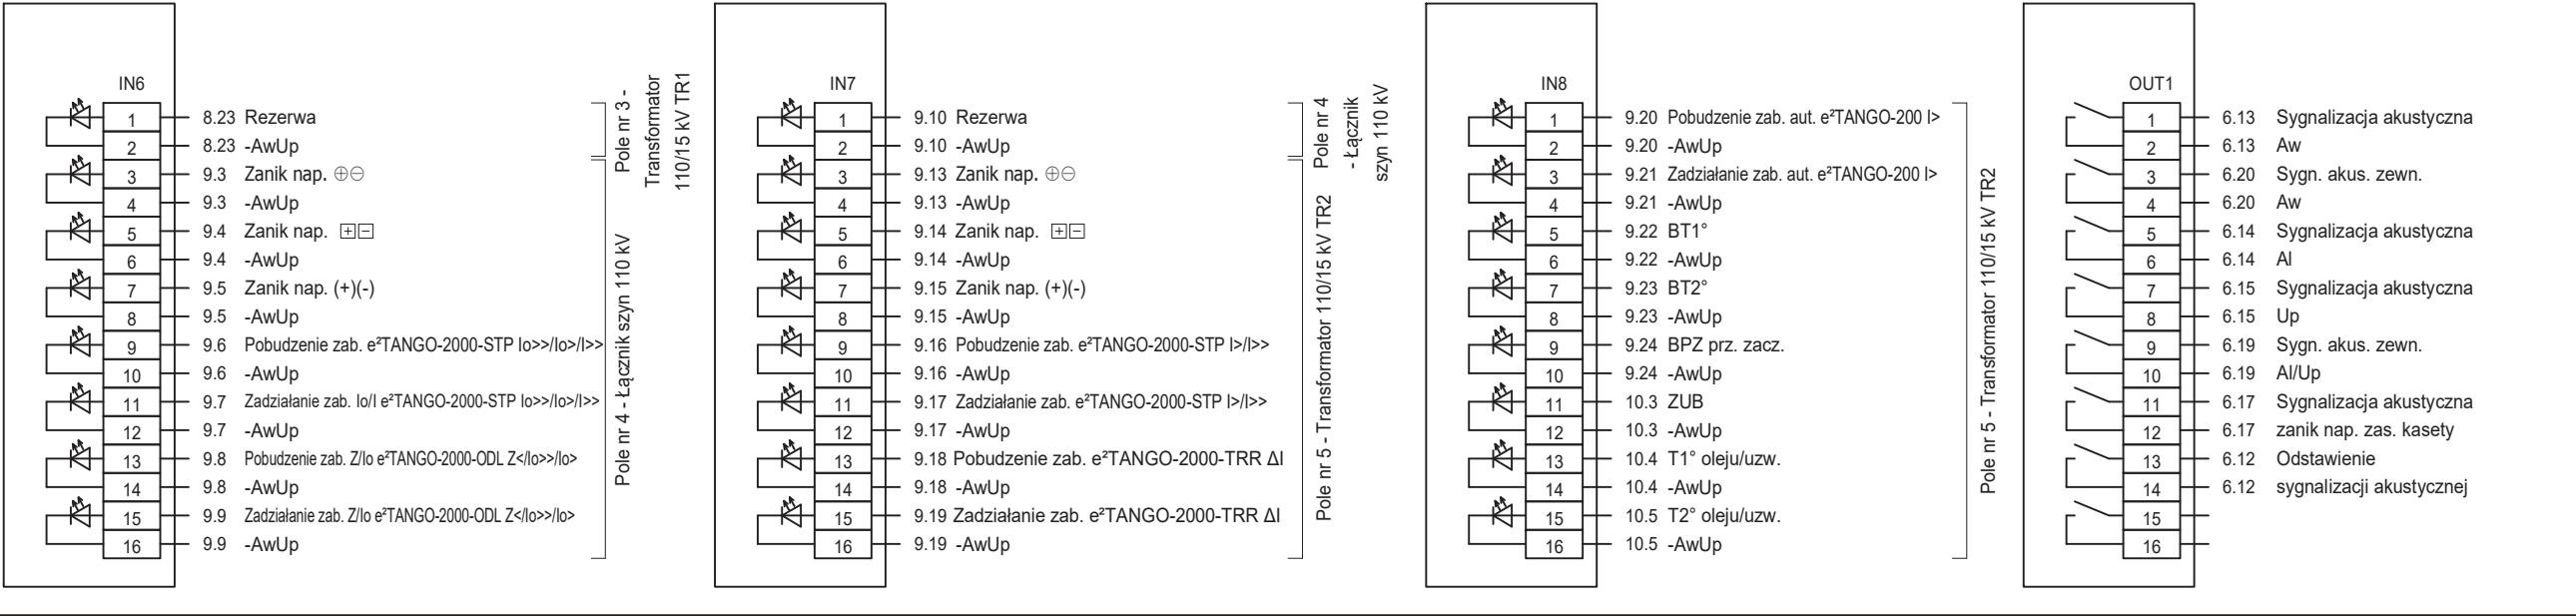 IN6
1 8.23 Rezerwa
2 8.23 -AwUp
3 9.3 Zanik nap. ⊕⊖
4 9.3 -AwUp
5 9.4 Zanik nap. ⊞⊟
6 9.4 -AwUp
7 9.5 Zanik nap. (+)(-)
8 9.5 -AwUp
9 9.6 Pobudzenie zab. e²TANGO-2000-STP Io>>/Io>/I>>
10 9.6 -AwUp
11 9.7 Zadziałanie zab. Io/I e²TANGO-2000-STP Io>>/Io>/I>>
12 9.7 -AwUp
13 9.8 Pobudzenie zab. Z/Io e²TANGO-2000-ODL Z</Io>>/Io>
14 9.8 -AwUp
15 9.9 Zadziałanie zab. Z/Io e²TANGO-2000-ODL Z</Io>>/Io>
16 9.9 -AwUp
Pole nr 3 -
Transformator
110/15 kV TR1
Pole nr 4 - Łącznik szyn 110 kV
IN7
1 9.10 Rezerwa
2 9.10 -AwUp
3 9.13 Zanik nap. ⊕⊖
4 9.13 -AwUp
5 9.14 Zanik nap. ⊞⊟
6 9.14 -AwUp
7 9.15 Zanik nap. (+)(-)
8 9.15 -AwUp
9 9.16 Pobudzenie zab. e²TANGO-2000-STP I>/I>>
10 9.16 -AwUp
11 9.17 Zadziałanie zab. e²TANGO-2000-STP I>/I>>
12 9.17 -AwUp
13 9.18 Pobudzenie zab. e²TANGO-2000-TRR ΔI
14 9.18 -AwUp
15 9.19 Zadziałanie zab. e²TANGO-2000-TRR ΔI
16 9.19 -AwUp
Pole nr 4
- Łącznik
szyn 110 kV
Pole nr 5 - Transformator 110/15 kV TR2
IN8
1 9.20 Pobudzenie zab. aut. e²TANGO-200 I>
2 9.20 -AwUp
3 9.21 Zadziałanie zab. aut. e²TANGO-200 I>
4 9.21 -AwUp
5 9.22 BT1°
6 9.22 -AwUp
7 9.23 BT2°
8 9.23 -AwUp
9 9.24 BPZ prz. zacz.
10 9.24 -AwUp
11 10.3 ZUB
12 10.3 -AwUp
13 10.4 T1° oleju/uzw.
14 10.4 -AwUp
15 10.5 T2° oleju/uzw.
16 10.5 -AwUp
Pole nr 5 - Transformator 110/15 kV TR2
OUT1
1 6.13 Sygnalizacja akustyczna
2 6.13 Aw
3 6.20 Sygn. akus. zewn.
4 6.20 Aw
5 6.14 Sygnalizacja akustyczna
6 6.14 Al
7 6.15 Sygnalizacja akustyczna
8 6.15 Up
9 6.19 Sygn. akus. zewn.
10 6.19 Al/Up
11 6.17 Sygnalizacja akustyczna
12 6.17 zanik nap. zas. kasety
13 6.12 Odstawienie
14 6.12 sygnalizacji akustycznej
15
16